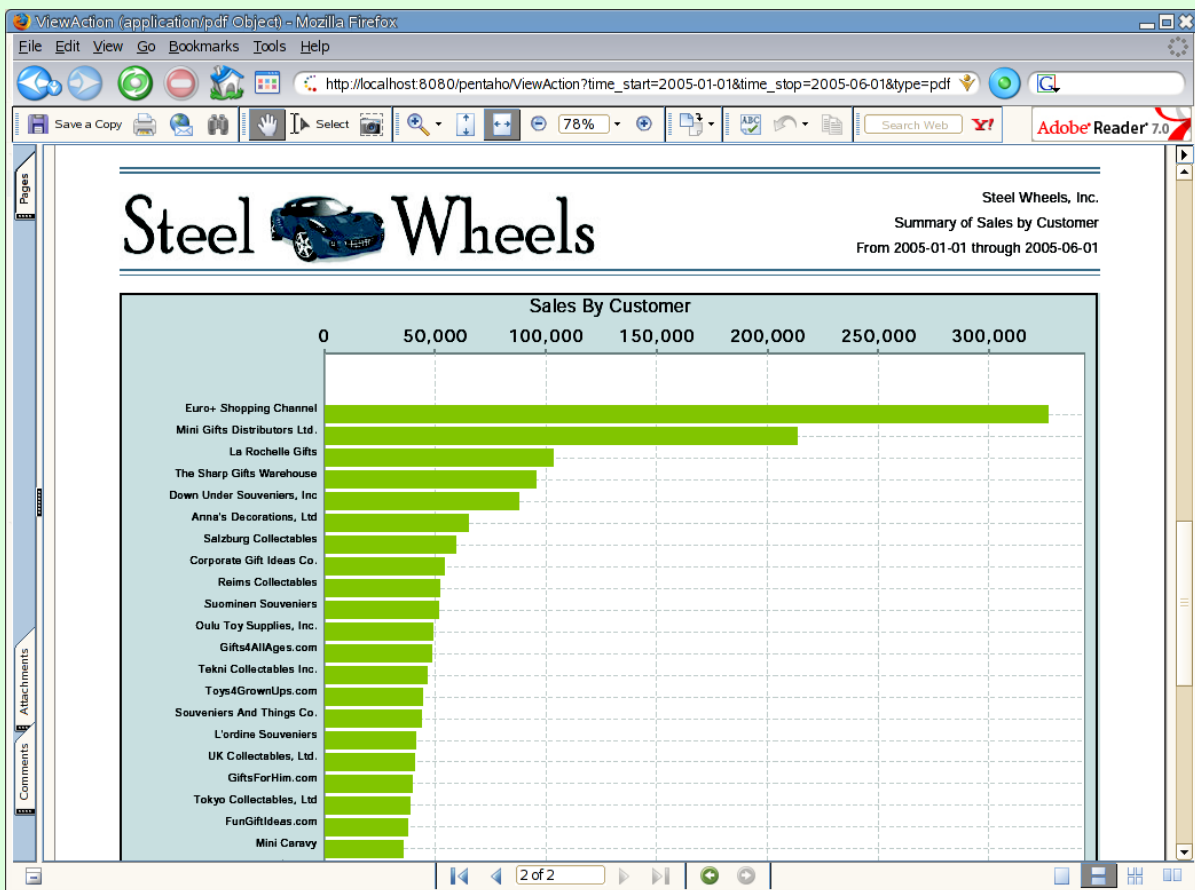 ViewAction (application/pdf Object) - Mozilla Firefox
File Edit View Go Bookmarks Tools Help
http://localhost:8080/pentaho/ViewAction?time_start=2005-01-01&time_stop=2005-06-01&type=pdf G
Save a Copy Select 78% ABC Search Web Y! Adobe Reader 7.0
Pages
Attachments
Comments
Steel Wheels
Steel Wheels, Inc.
Summary of Sales by Customer
From 2005-01-01 through 2005-06-01
Sales By Customer
0 50,000 100,000 150,000 200,000 250,000 300,000
Euro+ Shopping Channel
Mini Gifts Distributors Ltd.
La Rochelle Gifts
The Sharp Gifts Warehouse
Down Under Souveniers, Inc
Anna's Decorations, Ltd
Salzburg Collectables
Corporate Gift Ideas Co.
Reims Collectables
Suominen Souveniers
Oulu Toy Supplies, Inc.
Gifts4AllAges.com
Tekni Collectables Inc.
Toys4GrownUps.com
Souveniers And Things Co.
L'ordine Souveniers
UK Collectables, Ltd.
GiftsForHim.com
Tokyo Collectables, Ltd
FunGiftIdeas.com
Mini Caravy
2 of 2